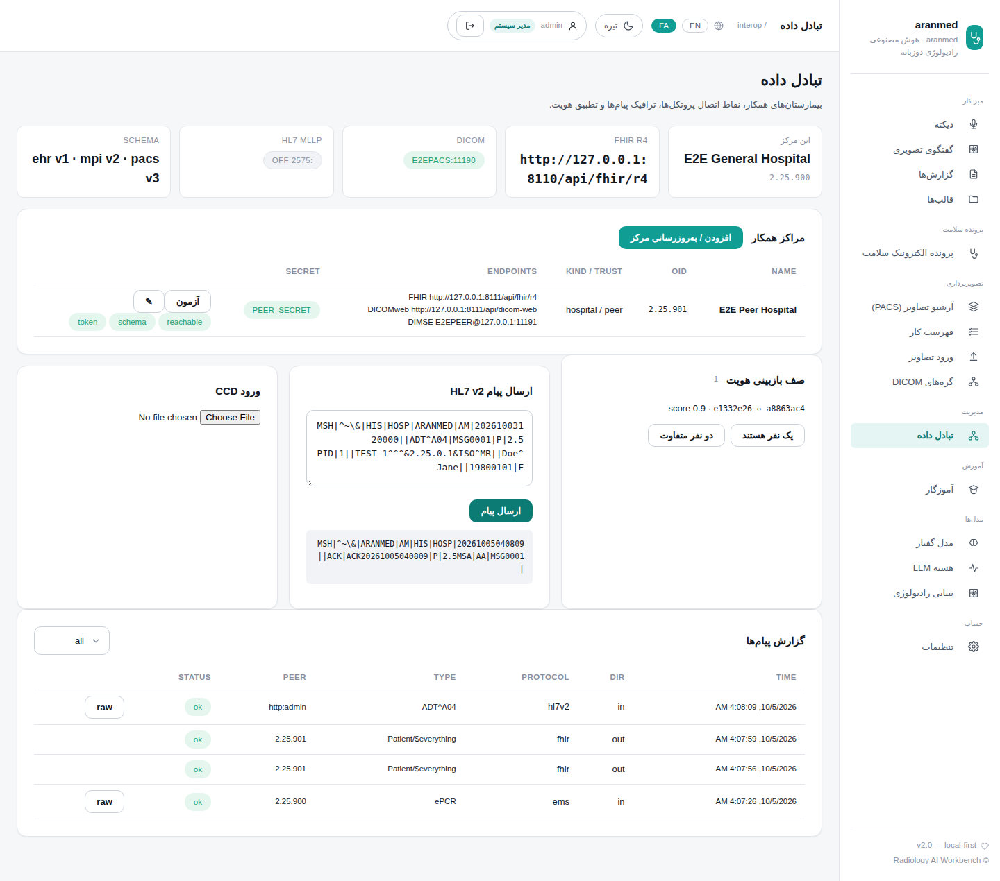 aranmed
aranmed · هوش مصنوعی
رادیولوژی دوزبانه
میز کار
دیکته
گفتگوی تصویری
گزارش‌ها
قالب‌ها
پرونده سلامت
پرونده الکترونیک سلامت
تصویربرداری
آرشیو تصاویر (PACS)
فهرست کار
ورود تصاویر
گره‌های DICOM
مدیریت
تبادل داده
آموزش
آموزگار
مدل‌ها
مدل گفتار
هسته LLM
بینایی رادیولوژی
حساب
تنظیمات
v2.0 — local-first
Radiology AI Workbench ©
تبادل داده
/ interop
EN
FA
تیره
admin
مدیر سیستم
تبادل داده
بیمارستان‌های همکار، نقاط اتصال پروتکل‌ها، ترافیک پیام‌ها و تطبیق هویت.
این مرکز
E2E General Hospital
2.25.900
FHIR R4
http://127.0.0.1:
8110/api/fhir/r4
DICOM
E2EPACS:11190
HL7 MLLP
OFF 2575:
SCHEMA
ehr v1 · mpi v2 · pacs
v3
مراکز همکار
افزودن / به‌روزرسانی مرکز
NAME
OID
KIND / TRUST
ENDPOINTS
SECRET
E2E Peer Hospital
2.25.901
hospital / peer
FHIR http://127.0.0.1:8111/api/fhir/r4
DICOMweb http://127.0.0.1:8111/api/dicom-web
DIMSE E2EPEER@127.0.0.1:11191
PEER_SECRET
آزمون
✎
reachable
schema
token
صف بازبینی هویت
1
score 0.9 · e1332e26 ↔ a8863ac4
یک نفر هستند
دو نفر متفاوت
ارسال پیام HL7 v2
MSH|^~\&|HIS|HOSP|ARANMED|AM|202610031
20000||ADT^A04|MSG0001|P|2.5
PID|1||TEST-1^^^&2.25.0.1&ISO^MR||Doe^
Jane||19800101|F
ارسال پیام
MSH|^~\&|ARANMED|AM|HIS|HOSP|20261005040809
||ACK|ACK20261005040809|P|2.5MSA|AA|MSG0001
|
ورود CCD
Choose File
No file chosen
گزارش پیام‌ها
all
TIME
DIR
PROTOCOL
TYPE
PEER
STATUS
AM 4:08:09 ,10/5/2026
in
hl7v2
ADT^A04
http:admin
ok
raw
AM 4:07:59 ,10/5/2026
out
fhir
Patient/$everything
2.25.901
ok
AM 4:07:56 ,10/5/2026
out
fhir
Patient/$everything
2.25.901
ok
AM 4:07:26 ,10/5/2026
in
ems
ePCR
2.25.900
ok
raw